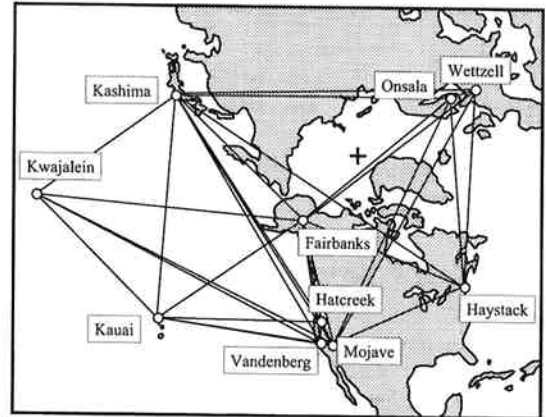 Wettzell
Onsala
Kashima
Kwajalein
Fairbanks
Hatcreek
Haystack
Kauai
Vandenberg
Mojave